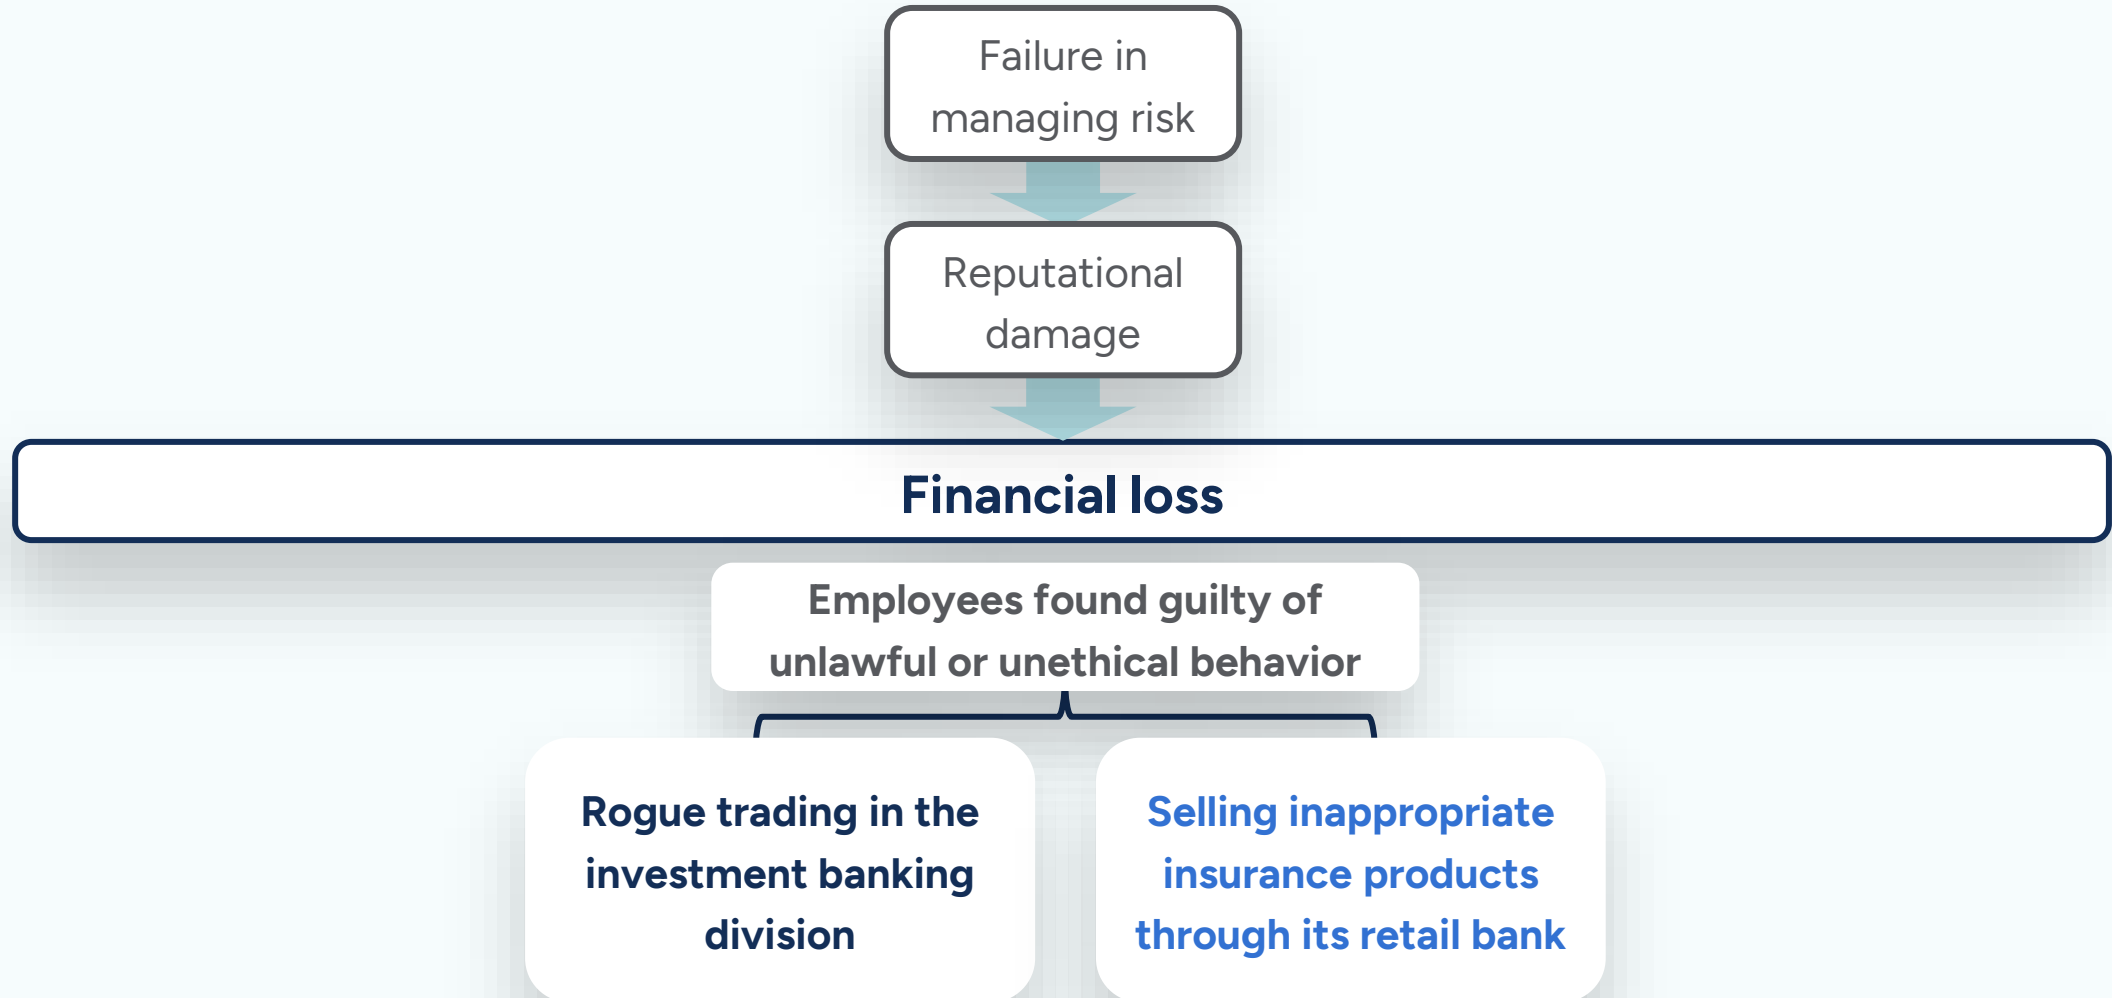 Failure in
managing risk
Reputational
damage
Financial loss
Employees found guilty of
unlawful or unethical behavior
Rogue trading in the
investment banking
division
Selling inappropriate
insurance products
through its retail bank